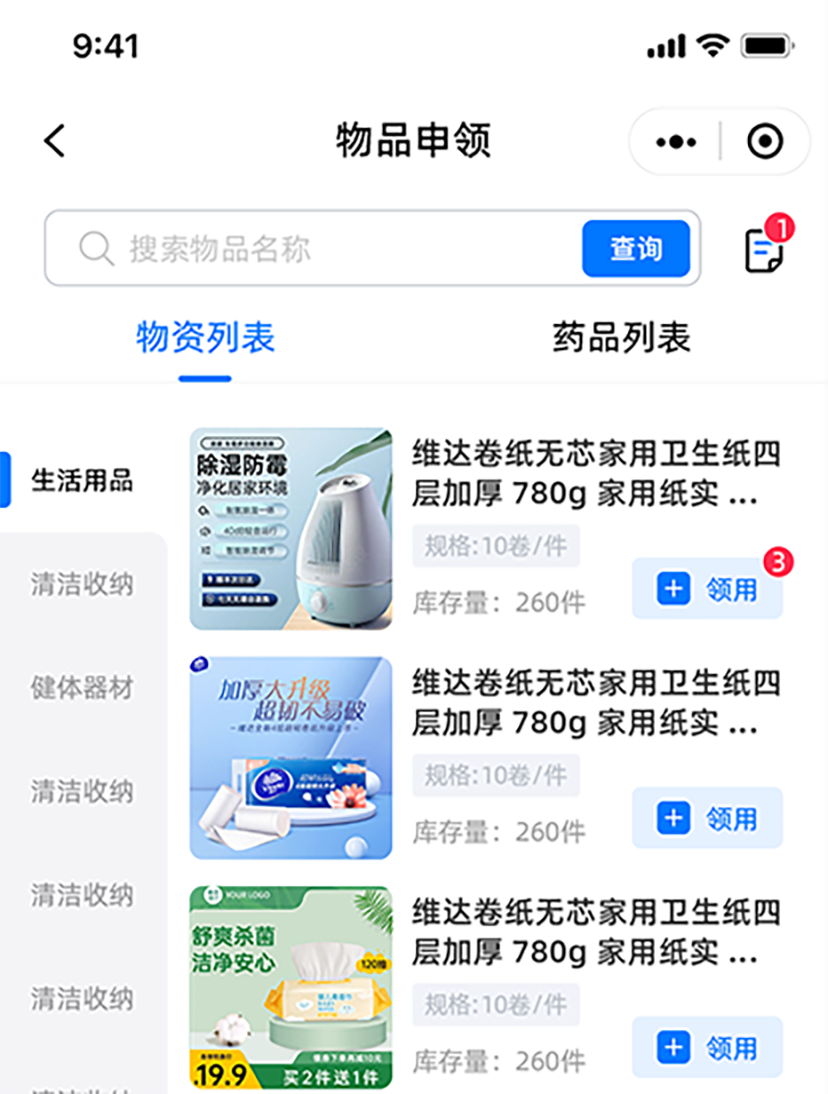 9:41
物品申领
搜索物品名称
查询
1
物资列表
药品列表
生活用品
清洁收纳
健体器材
清洁收纳
清洁收纳
清洁收纳
除湿防霉
净化居家环境
维达卷纸无芯家用卫生纸四
层加厚 780g 家用纸实 ...
规格:10卷/件
库存量：260件
领用
3
加厚大升级
超韧不易破
维达卷纸无芯家用卫生纸四
层加厚 780g 家用纸实 ...
规格:10卷/件
库存量：260件
领用
YOUR LOGO
舒爽杀菌
洁净安心
120抽
19.9
买2件送1件
维达卷纸无芯家用卫生纸四
层加厚 780g 家用纸实 ...
规格:10卷/件
库存量：260件
领用